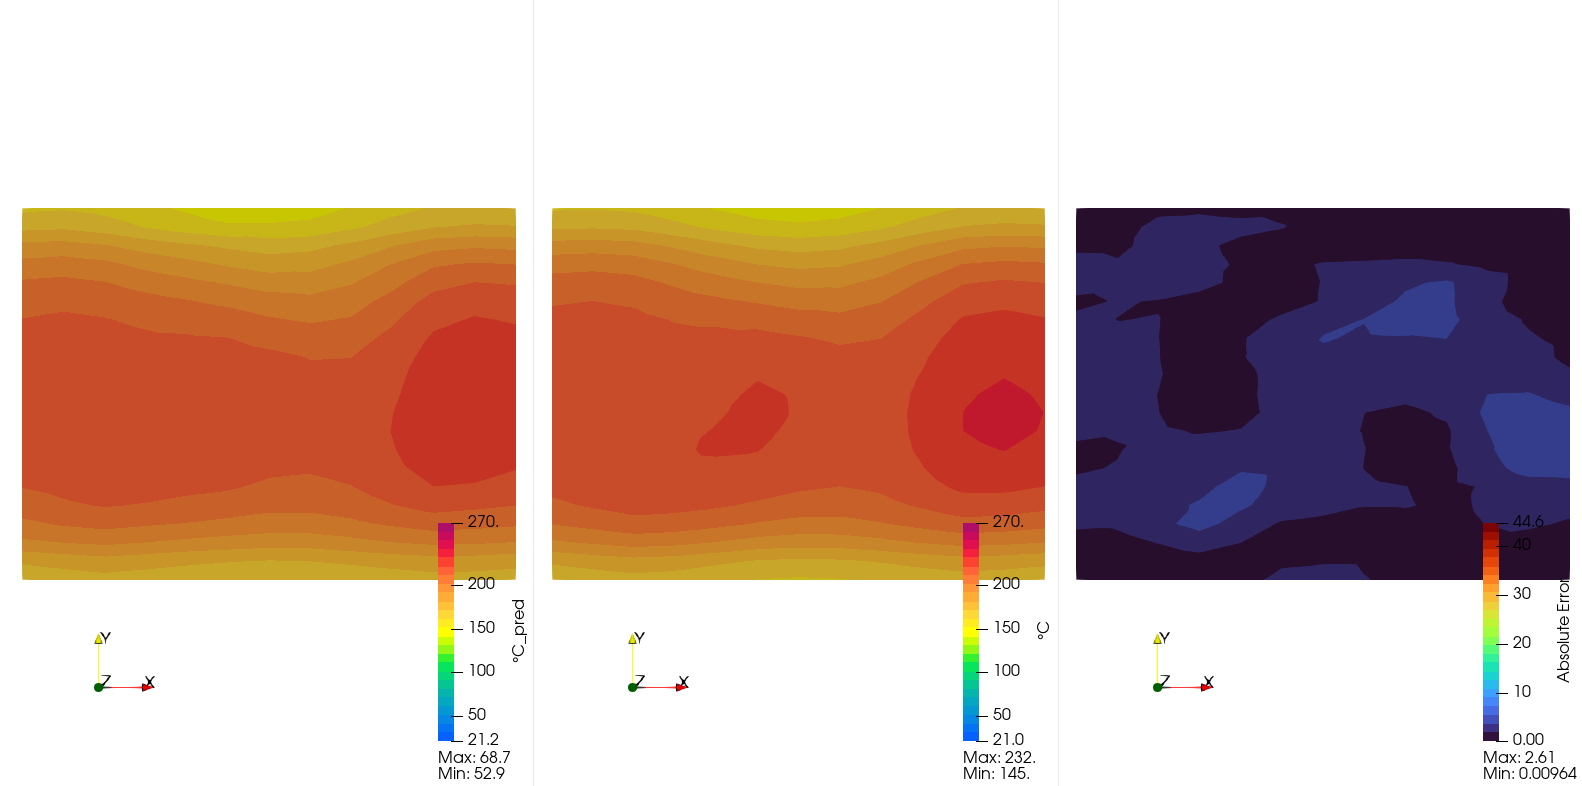 270.
200
150
100
50
21.2
°C_pred
Max: 68.7
Min: 52.9
Y
Z
X
270.
200
150
100
50
21.0
°C
Max: 232.
Min: 145.
Y
Z
X
44.6
40
30
20
10
0.00
Absolute Error
Max: 2.61
Min: 0.00964
Y
Z
X